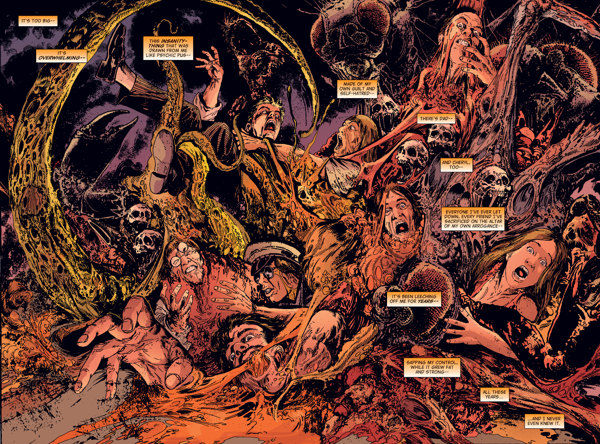 IT'S TOO BIG--
IT'S
OVERWHELMING--
THIS INSANITY-
THING THAT WAS
DRAWN FROM ME
LIKE PSYCHIC PUS--
MADE OF MY
OWN GUILT AND
SELF-HATRED--
THERE'S DAD--
AND CHERYL,
TOO--
EVERYONE I'VE EVER LET
DOWN, EVERY FRIEND I'VE
SACRIFICED ON THE ALTAR
OF MY OWN ARROGANCE--
IT'S BEEN LEECHING
OFF ME FOR YEARS--
SAPPING MY CONTROL,
WHILE IT GREW FAT
AND STRONG--
ALL THESE
YEARS...
...AND I NEVER
EVEN KNEW IT.